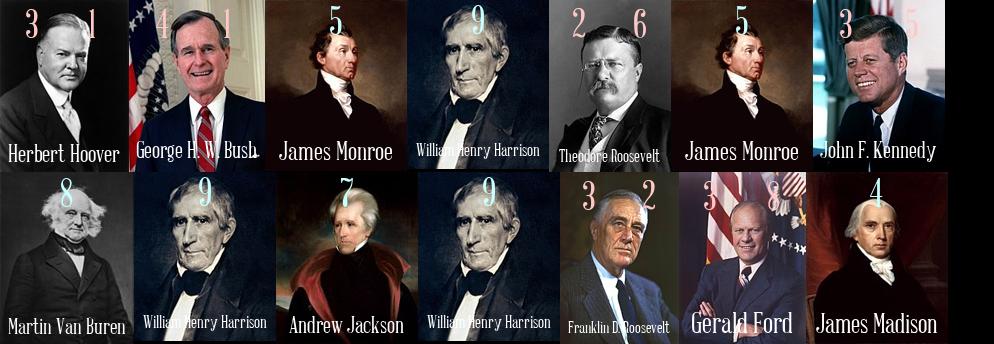 3 1 4 1 5 9 2 6 5 3 5
Herbert Hoover George H. W. Bush James Monroe William Henry Harrison Theodore Roosevelt James Monroe John F. Kennedy
8 9 7 9 3 2 3 8 4
Martin Van Buren William Henry Harrison Andrew Jackson William Henry Harrison Franklin D. Roosevelt Gerald Ford James Madison